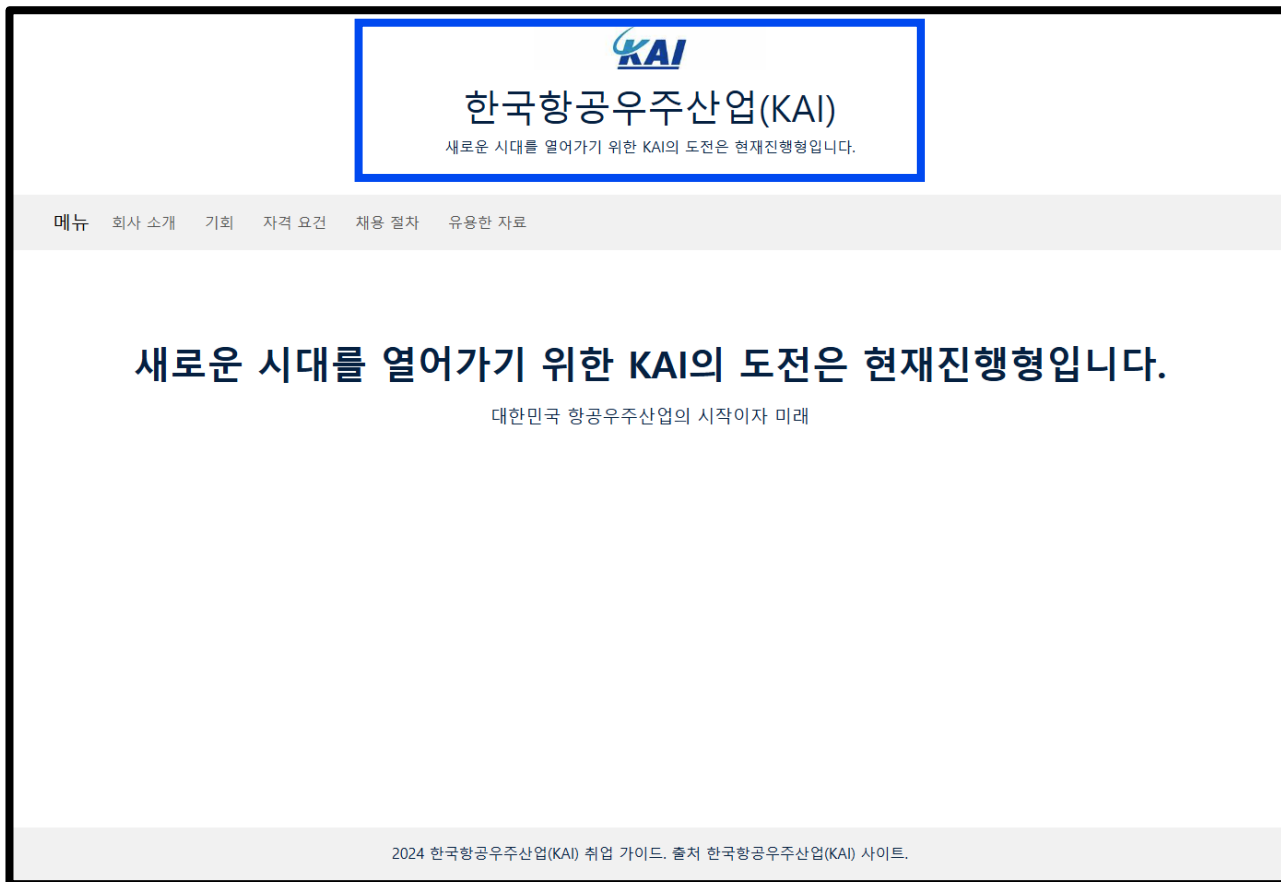 KAI
한국항공우주산업(KAI)
새로운 시대를 열어가기 위한 KAI의 도전은 현재진행형입니다.
메뉴 회사 소개 기회 자격 요건 채용 절차 유용한 자료
새로운 시대를 열어가기 위한 KAI의 도전은 현재진행형입니다.
대한민국 항공우주산업의 시작이자 미래
2024 한국항공우주산업(KAI) 취업 가이드. 출처 한국항공우주산업(KAI) 사이트.